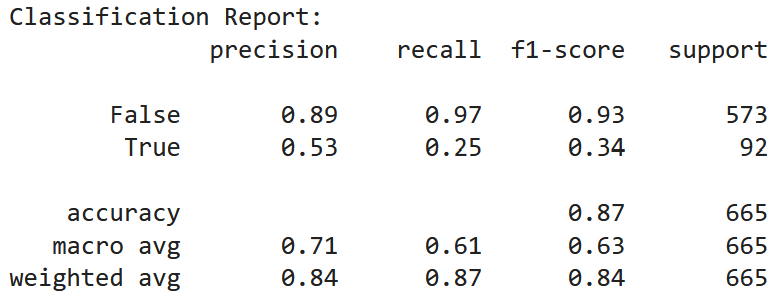 Classification Report:
precision recall f1-score support
False 0.89 0.97 0.93 573
True 0.53 0.25 0.34 92
accuracy 0.87 665
macro avg 0.71 0.61 0.63 665
weighted avg 0.84 0.87 0.84 665